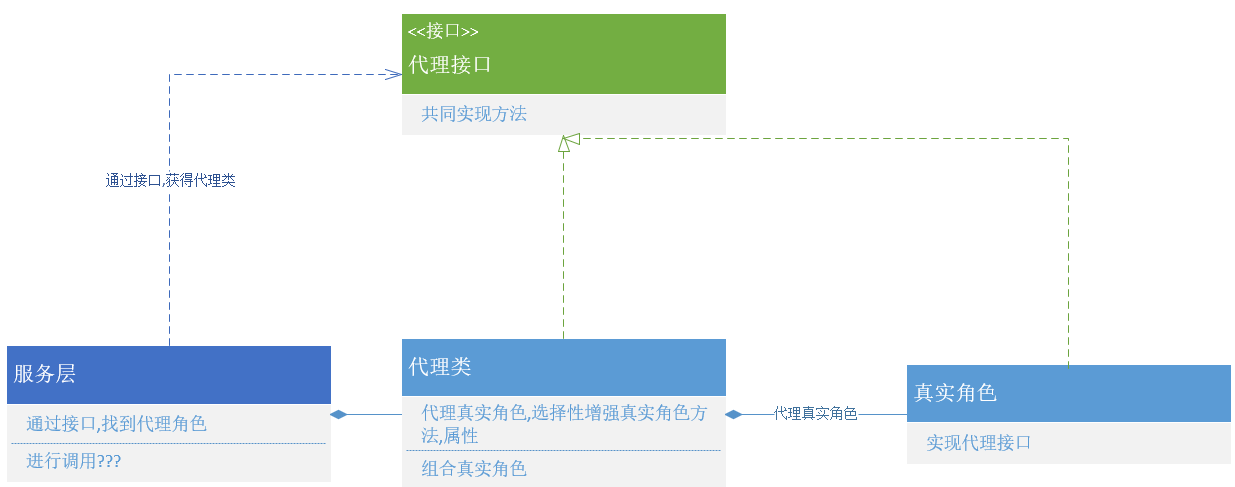 <<接口>>
代理接口
共同实现方法
通过接口,获得代理类
服务层
通过接口,找到代理角色
进行调用???
代理类
代理真实角色,选择性增强真实角色方
法,属性
组合真实角色
代理真实角色
真实角色
实现代理接口